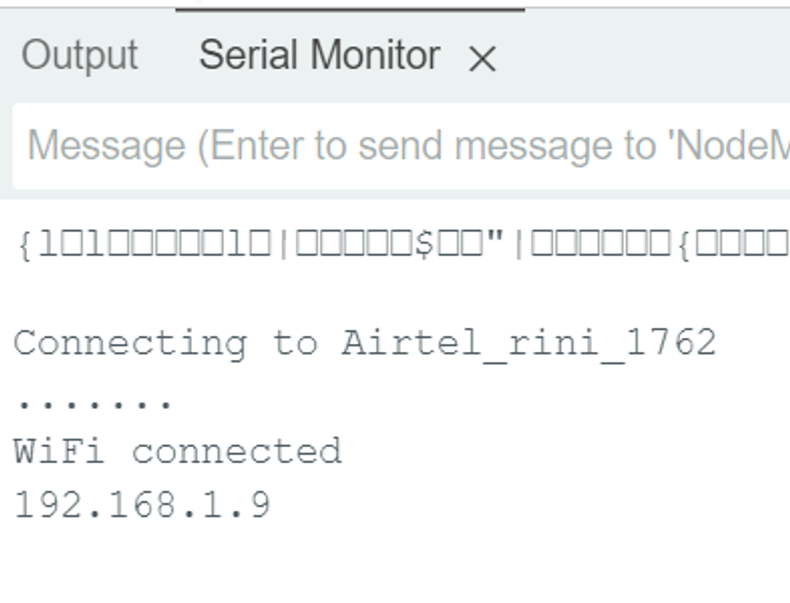 Output Serial Monitor ×
Message (Enter to send message to 'NodeM
{l□l□□□□□l□|□□□□□$□□"|□□□□□□{□□□□
Connecting to Airtel_rini_1762
.......
WiFi connected
192.168.1.9